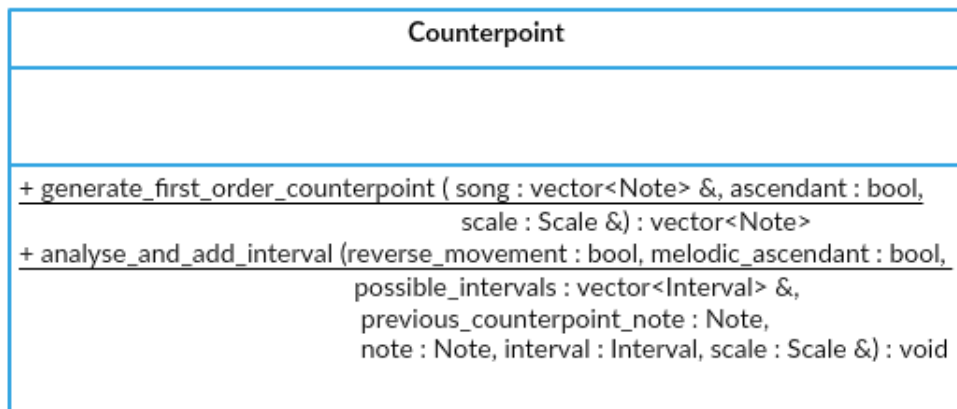 Counterpoint
+ generate_first_order_counterpoint ( song : vector<Note> &, ascendant : bool,
scale : Scale &) : vector<Note>
+ analyse_and_add_interval (reverse_movement : bool, melodic_ascendant : bool,
possible_intervals : vector<Interval> &,
previous_counterpoint_note : Note,
note : Note, interval : Interval, scale : Scale &) : void